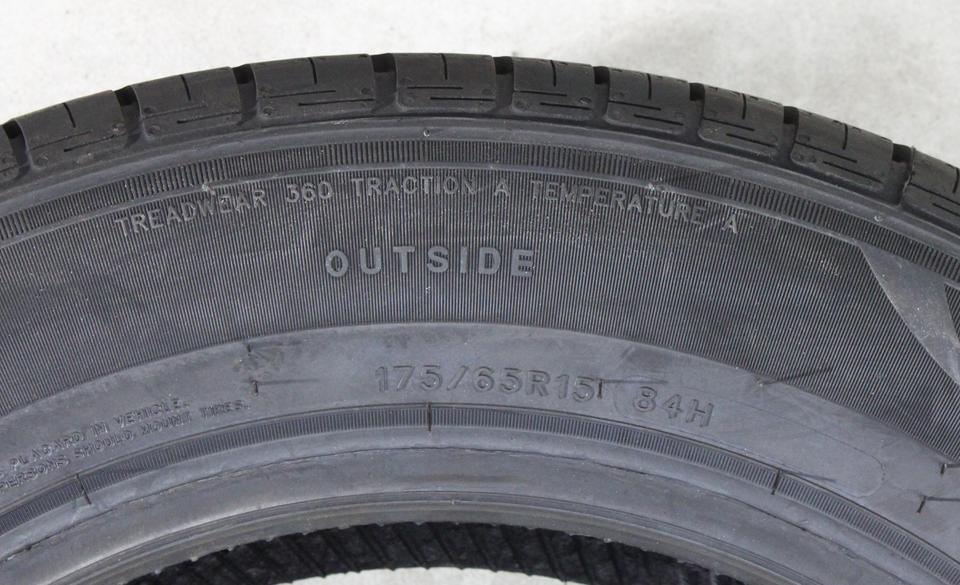 TREADWEAR 360 TRACTION A TEMPERATURE A
OUTSIDE
175/65R15 84H
PLACARD IN VEHICLE.
PERSONS SHOULD MOUNT TIRES.